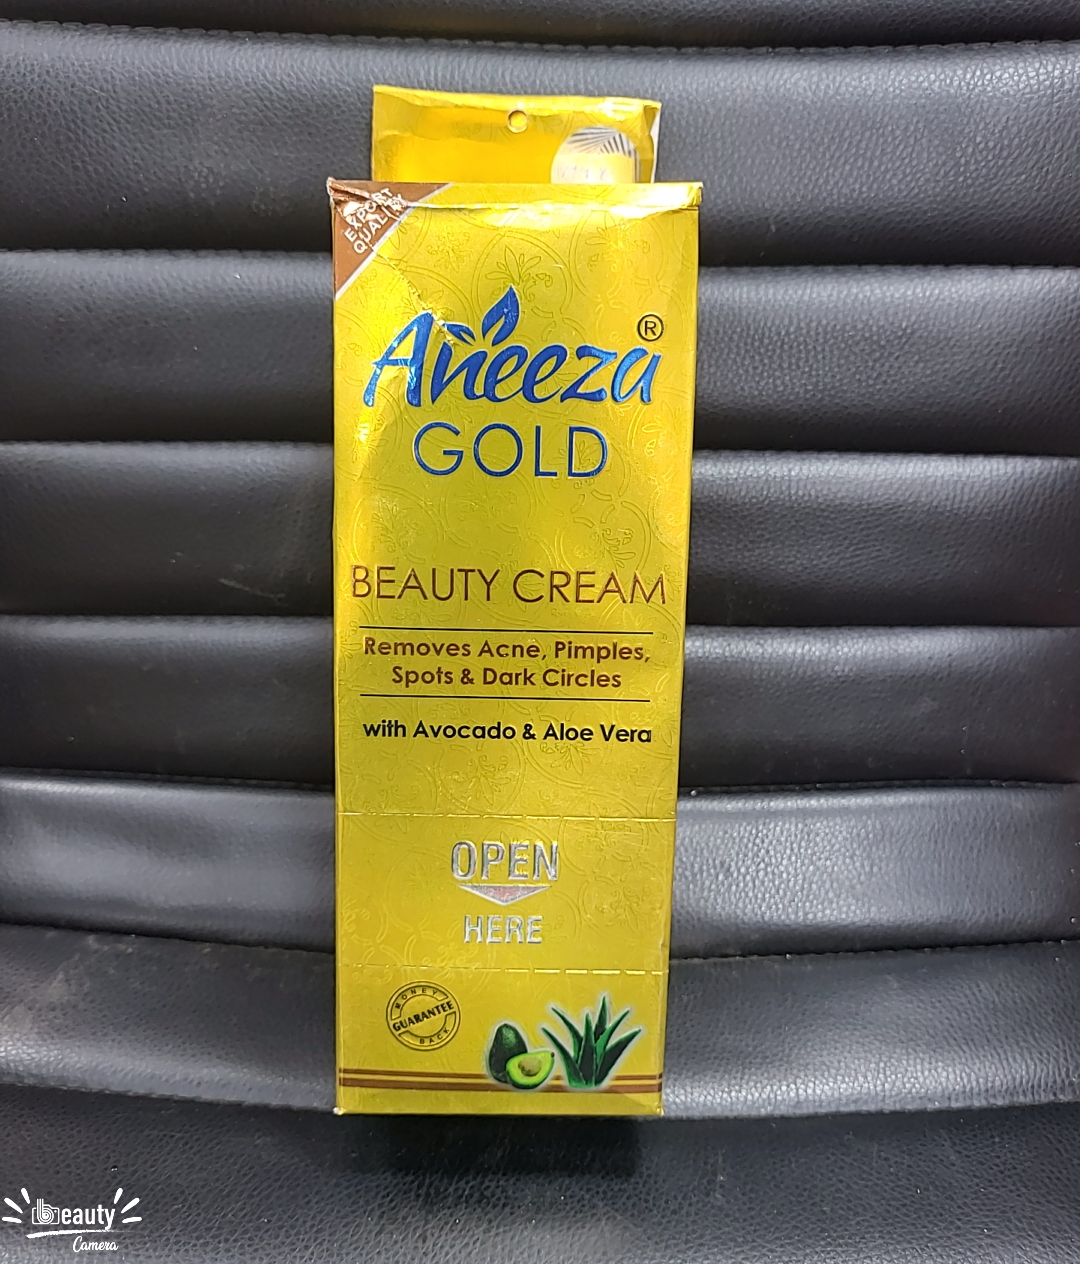 EXPORT
QUALITY
Aneeza®
GOLD
BEAUTY CREAM
Removes Acne, Pimples,
Spots & Dark Circles
with Avocado & Aloe Vera
OPEN
HERE
MONEY
GUARANTEE
BACK
beauty
Camera